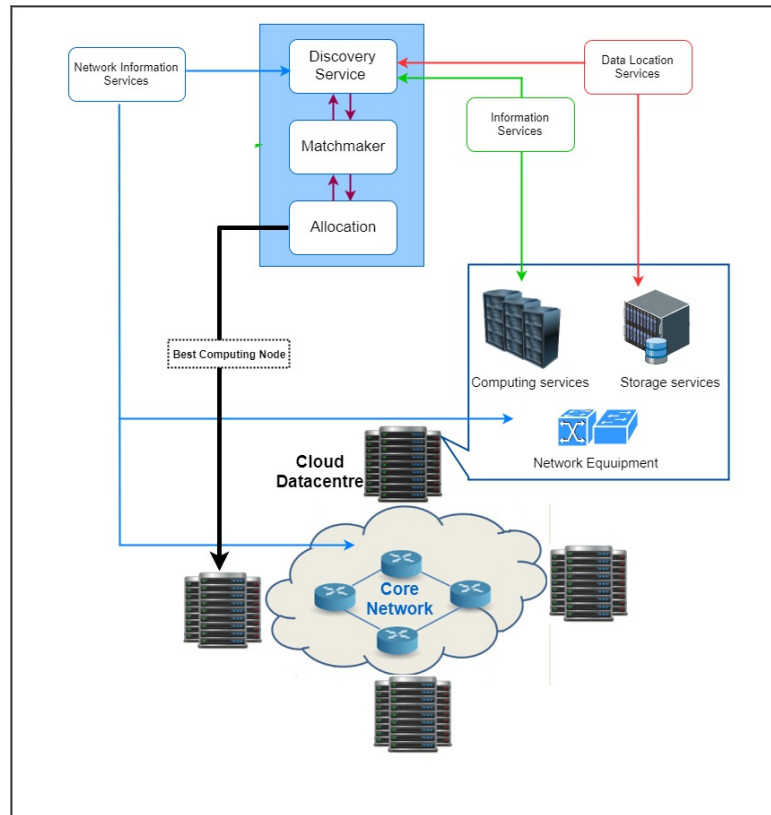 Network Information
Services
Discovery
Service
Data Location
Services
Information
Services
Matchmaker
Allocation
Best Computing Node
Computing services
Storage services
Network Equuipment
Cloud
Datacentre
Core
Network